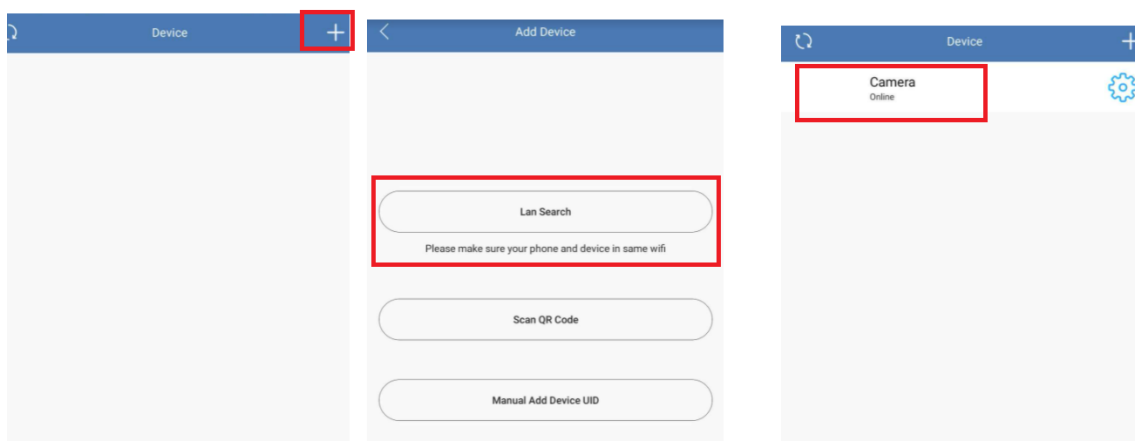 Device
Add Device
Lan Search
Please make sure your phone and device in same wifi
Scan QR Code
Manual Add Device UID
Device
Camera
Online